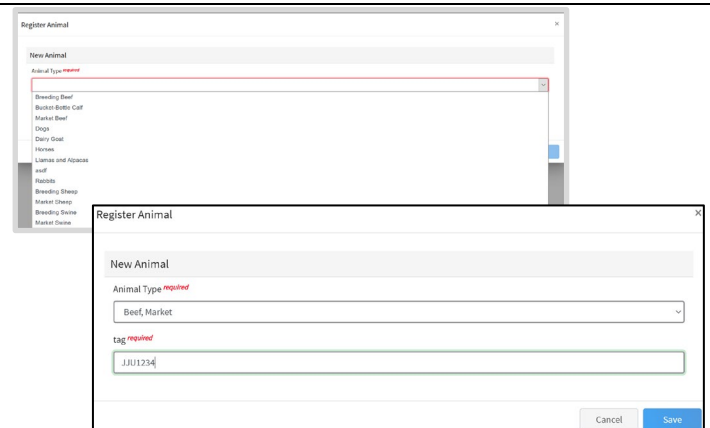 Register Animal ×
New Animal
Animal Type required
Breeding Beef
Bucket-Bottle Calf
Market Beef
Dogs
Dairy Goat
Horses
Llamas and Alpacas
asdf
Rabbits
Breeding Sheep
Market Sheep
Breeding Swine
Market Swine
Register Animal ×
New Animal
Animal Type required
Beef, Market
tag required
JJU1234
Cancel Save